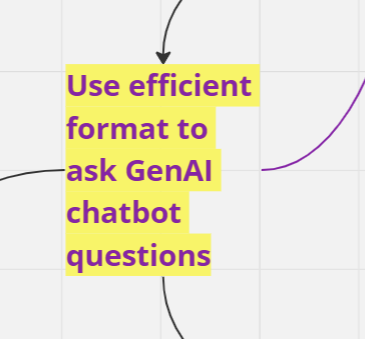 Use efficient
format to
ask GenAI
chatbot
questions